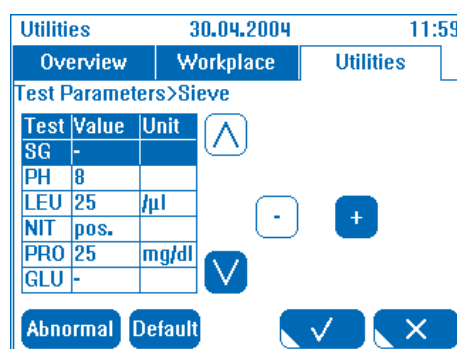 Utilities 30.04.2004 11:59
Overview Workplace Utilities
Test Parameters>Sieve
Test Value Unit
SG -
PH 8
LEU 25 /µl
NIT pos.
PRO 25 mg/dl
GLU -
- +
Abnormal Default